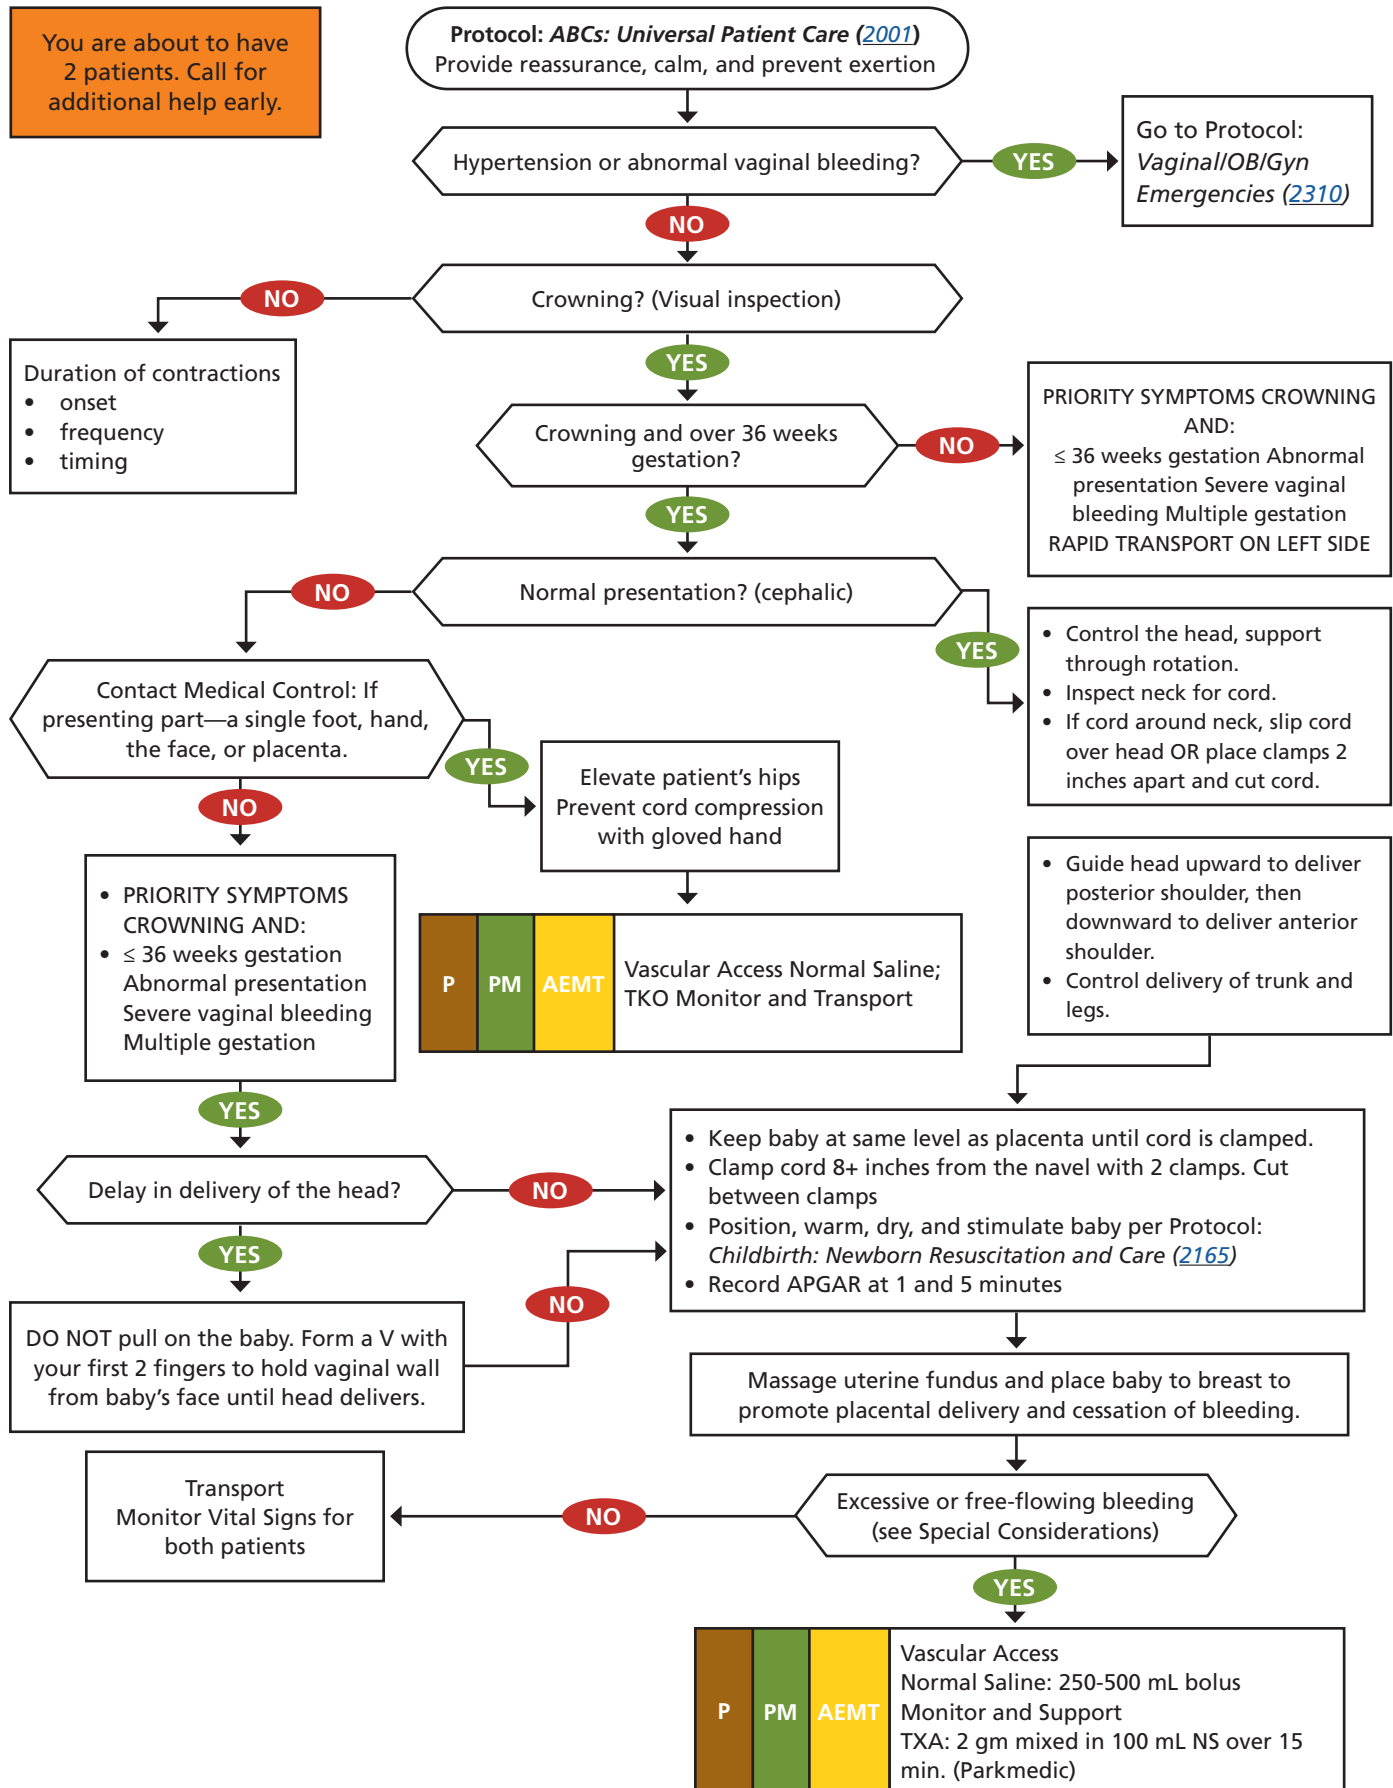 You are about to have
2 patients. Call for
additional help early.
Protocol: ABCs: Universal Patient Care (2001)
Provide reassurance, calm, and prevent exertion
Hypertension or abnormal vaginal bleeding?
YES
Go to Protocol:
Vaginal/OB/Gyn
Emergencies (2310)
NO
Crowning? (Visual inspection)
NO
Duration of contractions
• onset
• frequency
• timing
YES
Crowning and over 36 weeks
gestation?
NO
PRIORITY SYMPTOMS CROWNING
AND:
≤ 36 weeks gestation Abnormal
presentation Severe vaginal
bleeding Multiple gestation
RAPID TRANSPORT ON LEFT SIDE
YES
Normal presentation? (cephalic)
NO
YES
• Control the head, support
through rotation.
• Inspect neck for cord.
• If cord around neck, slip cord
over head OR place clamps 2
inches apart and cut cord.
Contact Medical Control: If
presenting part—a single foot, hand,
the face, or placenta.
YES
Elevate patient's hips
Prevent cord compression
with gloved hand
NO
• PRIORITY SYMPTOMS
CROWNING AND:
• ≤ 36 weeks gestation
Abnormal presentation
Severe vaginal bleeding
Multiple gestation
P
PM
AEMT
Vascular Access Normal Saline;
TKO Monitor and Transport
• Guide head upward to deliver
posterior shoulder, then
downward to deliver anterior
shoulder.
• Control delivery of trunk and
legs.
YES
Delay in delivery of the head?
NO
• Keep baby at same level as placenta until cord is clamped.
• Clamp cord 8+ inches from the navel with 2 clamps. Cut
between clamps
• Position, warm, dry, and stimulate baby per Protocol:
Childbirth: Newborn Resuscitation and Care (2165)
• Record APGAR at 1 and 5 minutes
YES
DO NOT pull on the baby. Form a V with
your first 2 fingers to hold vaginal wall
from baby's face until head delivers.
NO
Massage uterine fundus and place baby to breast to
promote placental delivery and cessation of bleeding.
Excessive or free-flowing bleeding
(see Special Considerations)
NO
Transport
Monitor Vital Signs for
both patients
YES
P
PM
AEMT
Vascular Access
Normal Saline: 250-500 mL bolus
Monitor and Support
TXA: 2 gm mixed in 100 mL NS over 15
min. (Parkmedic)